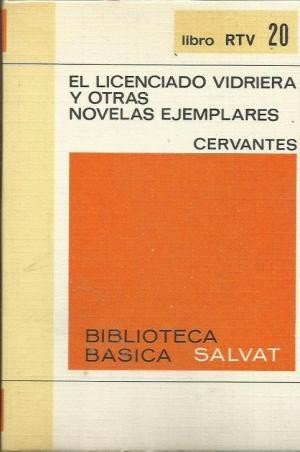 libro RTV 20
EL LICENCIADO VIDRIERA
Y OTRAS
NOVELAS EJEMPLARES
CERVANTES
BIBLIOTECA
BASICA SALVAT